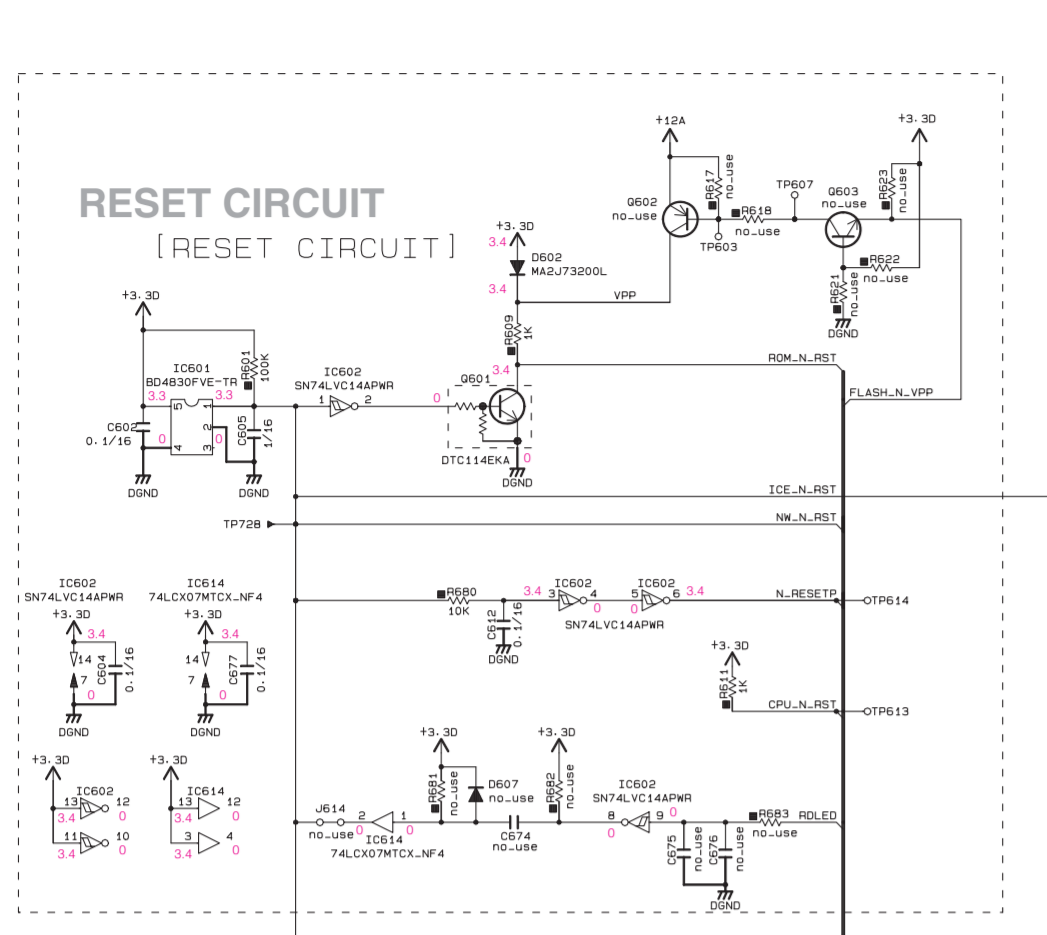 RESET CIRCUIT
[RESET CIRCUIT]
+12A
+3.3D
R617
no_use
Q602
no_use
R618
no_use
TP603
TP607
Q603
no_use
R623
no_use
R622
no_use
R621
no_use
DGND
3.4
+3.3D
D602
MA2J73200L
3.4
VPP
R609
1K
3.4
ROM_N_RST
FLASH_N_VPP
+3.3D
IC601
BD4830FVE-TR
R601
100K
3.3
3.3
5
1
2
4
3
0
0
C602
0.1/16
C605
1/16
DGND
DGND
IC602
SN74LVC14APWR
1
2
0
Q601
DTC114EKA
0
DGND
ICE_N_RST
TP728
NW_N_RST
IC602
SN74LVC14APWR
+3.3D
3.4
14
7
0
C604
0.1/16
DGND
IC614
74LCX07MTCX_NF4
+3.3D
3.4
14
7
0
C677
0.1/16
DGND
R680
10K
C612
0.1/16
DGND
3.4
3
IC602
4
0
5
0
IC602
6
3.4
SN74LVC14APWR
N_RESETP
TP614
+3.3D
R611
1K
CPU_N_RST
TP613
+3.3D
13
IC602
12
3.4
0
11
10
3.4
0
+3.3D
13
IC614
12
3.4
0
3
4
3.4
0
J614
no_use
2
0
1
0
IC614
74LCX07MTCX_NF4
+3.3D
R681
no_use
D607
no_use
C674
no_use
+3.3D
R682
no_use
IC602
SN74LVC14APWR
8
0
9
0
C675
no_use
C676
no_use
DGND
R683
no_use
RDLED